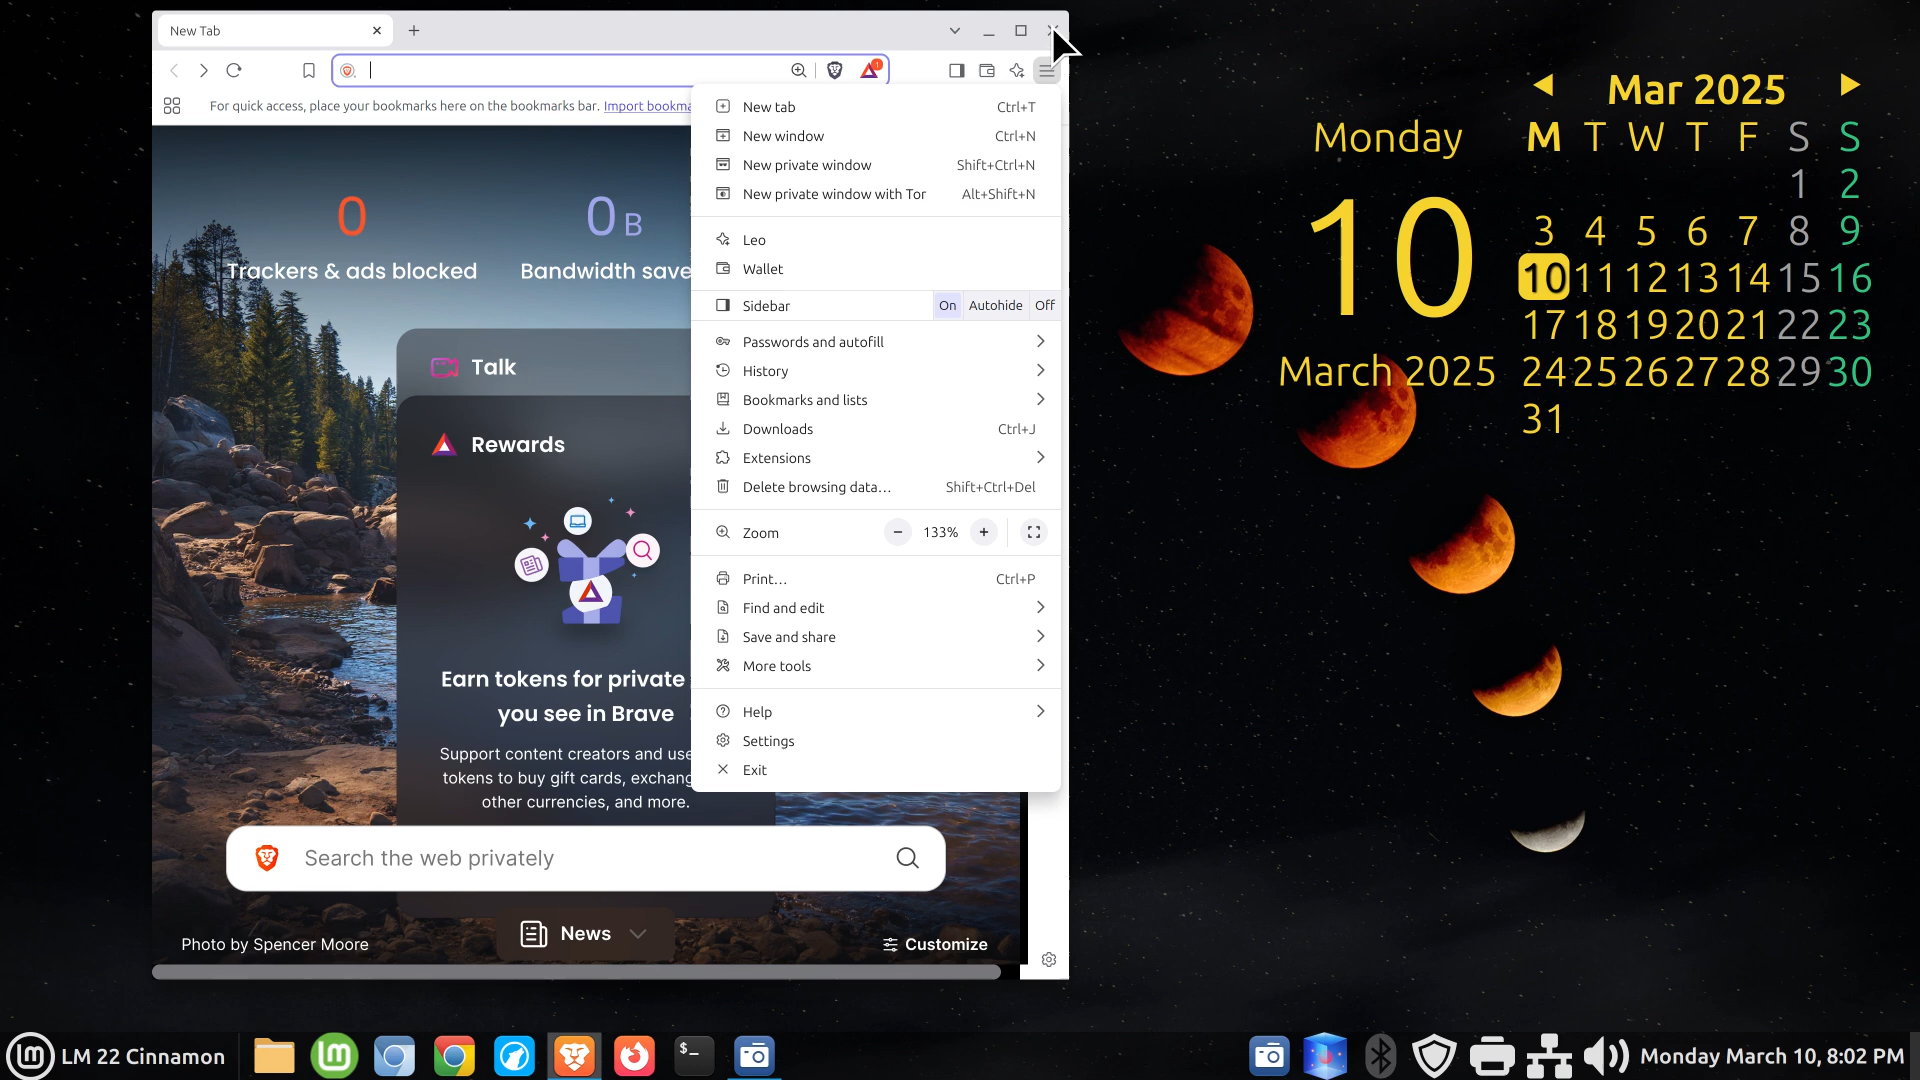 New Tab
For quick access, place your bookmarks here on the bookmarks bar. Import bookma
0
Trackers & ads blocked
0 B
Bandwidth save
Talk
Rewards
Earn tokens for private
you see in Brave
Support content creators and use
tokens to buy gift cards, exchang
other currencies, and more.
Search the web privately
News
Photo by Spencer Moore
Customize
1
New tab Ctrl+T
New window Ctrl+N
New private window Shift+Ctrl+N
New private window with Tor Alt+Shift+N
Leo
Wallet
Sidebar On Autohide Off
Passwords and autofill
History
Bookmarks and lists
Downloads Ctrl+J
Extensions
Delete browsing data… Shift+Ctrl+Del
Zoom − 133% +
Print… Ctrl+P
Find and edit
Save and share
More tools
Help
Settings
Exit
Monday
10
March 2025
Mar 2025
M T W T F S S
1 2
3 4 5 6 7 8 9
10 11 12 13 14 15 16
17 18 19 20 21 22 23
24 25 26 27 28 29 30
31
LM 22 Cinnamon
$_
Monday March 10, 8:02 PM